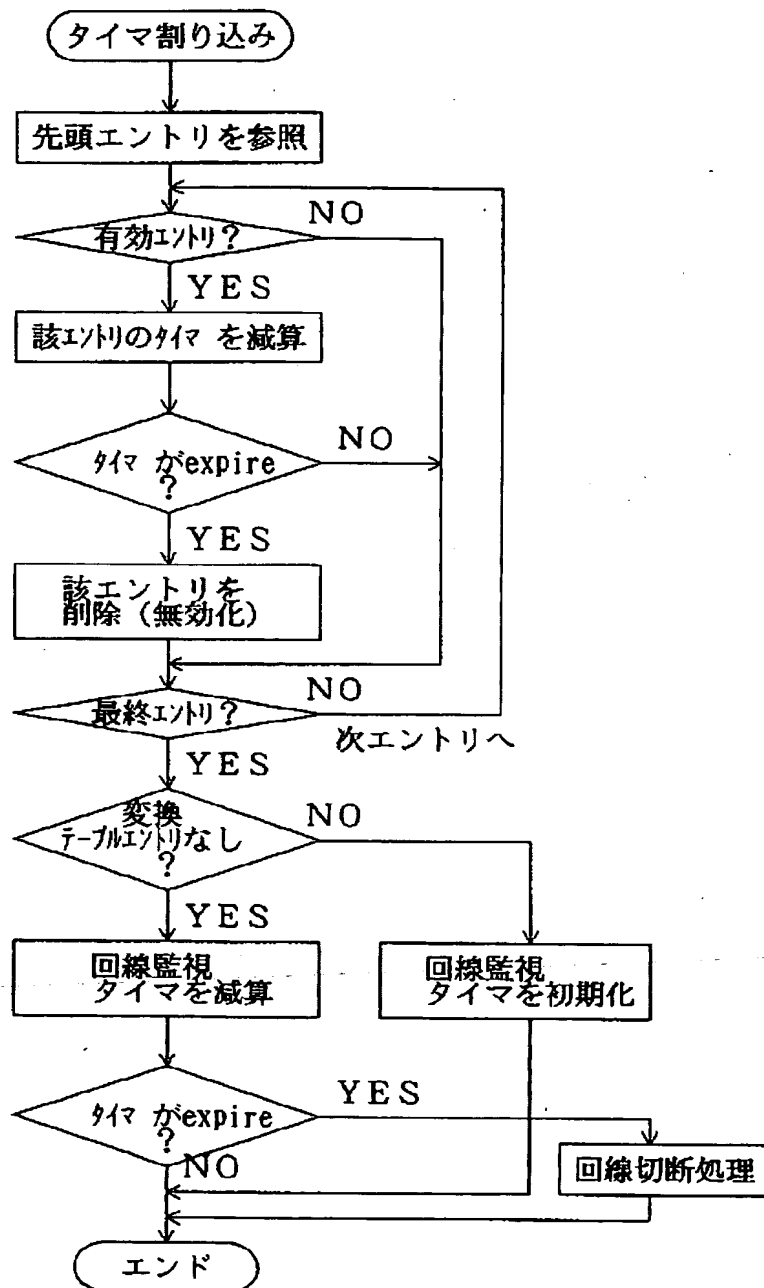 タイマ割り込み
先頭エントリを参照
NO
有効エントリ?
YES
該エントリのタイマ を減算
NO
タイマ がexpire
?
YES
該エントリを
削除(無効化)
NO
最終エントリ?
次エントリへ
YES
変換
テーブルエントリなし
?
NO
YES
回線監視
タイマを減算
回線監視
タイマを初期化
YES
タイマ がexpire
?
NO
回線切断処理
エンド